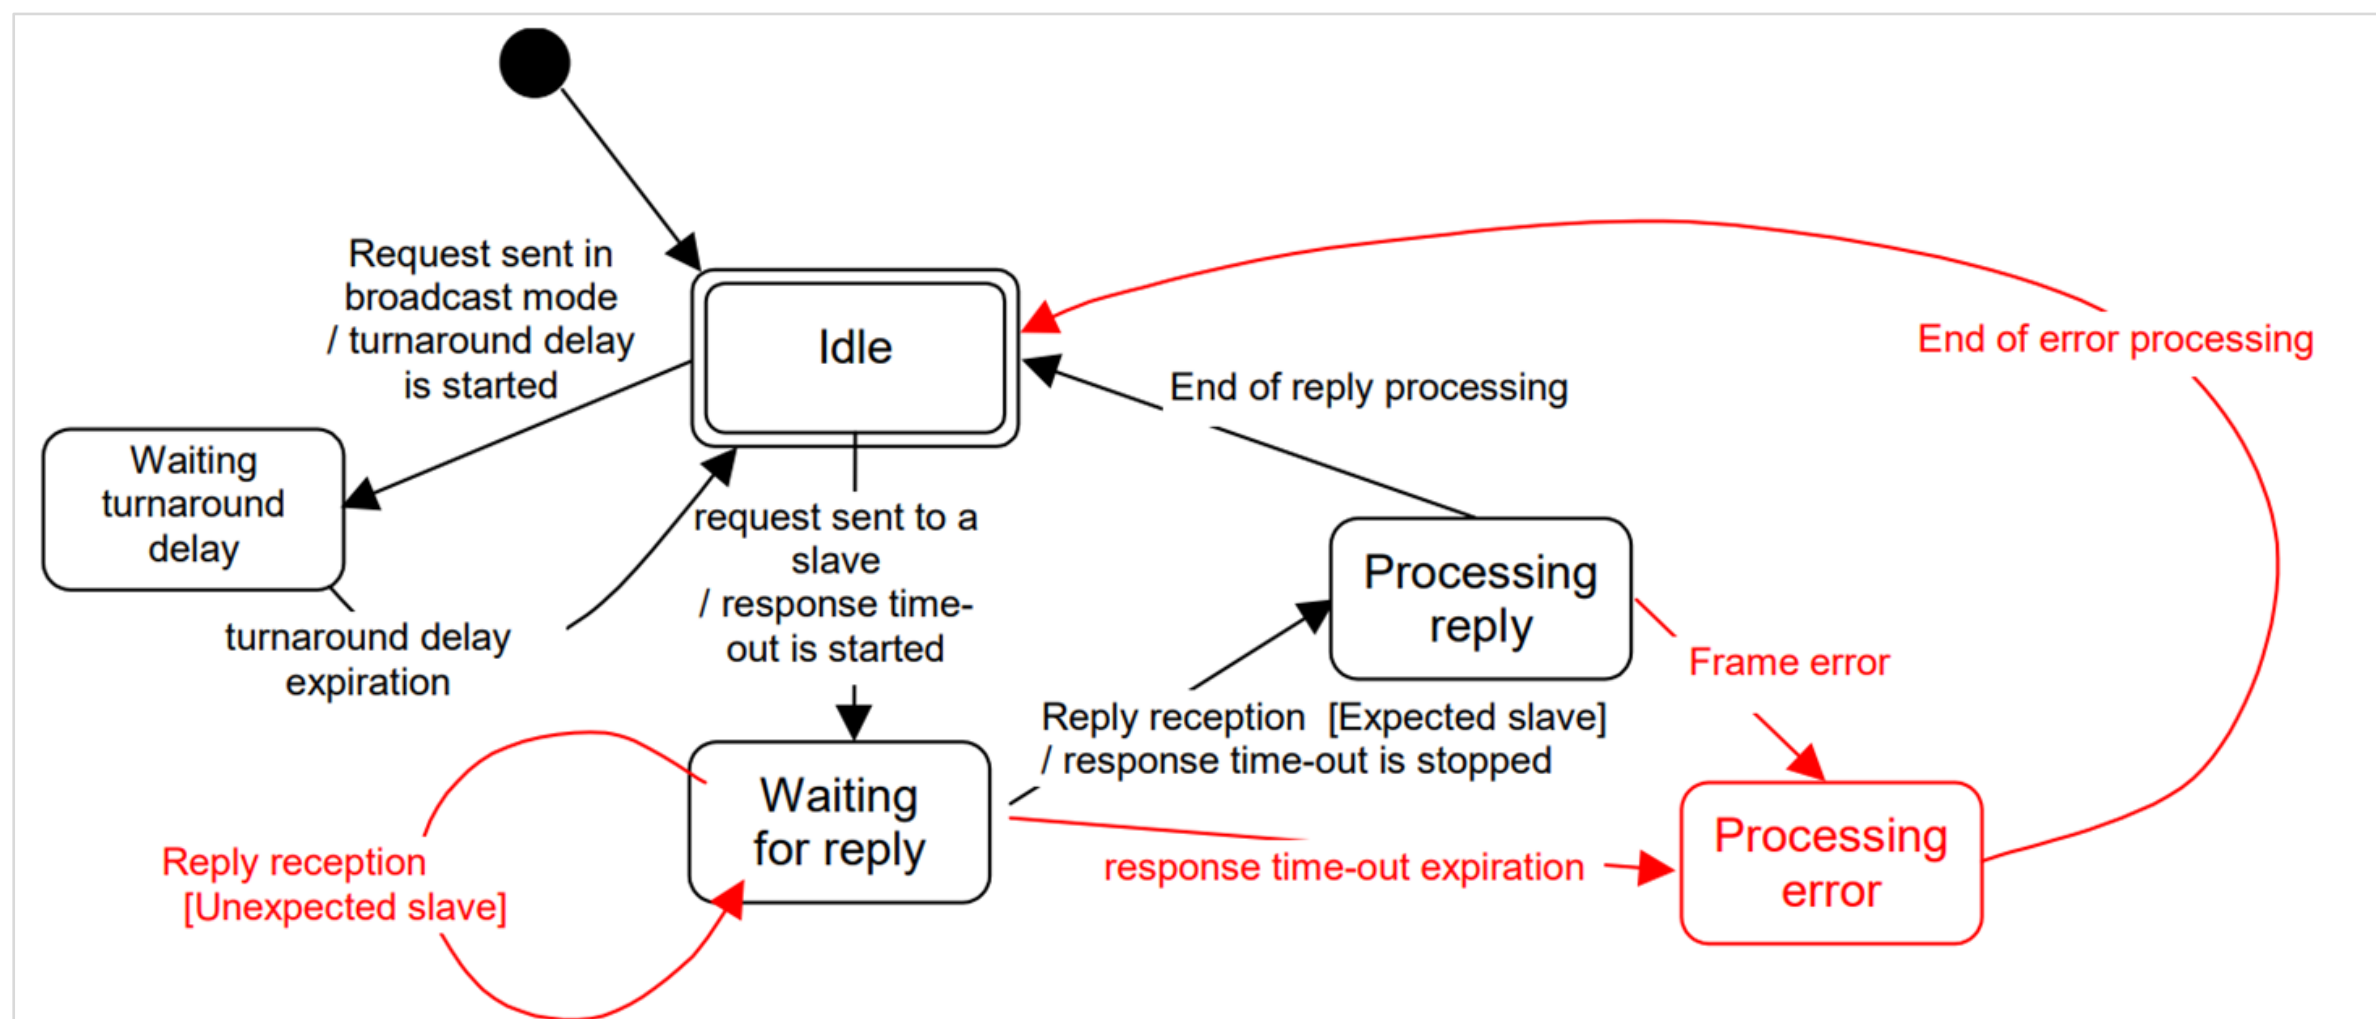 Request sent in
broadcast mode
/ turnaround delay
is started
Idle
End of error processing
End of reply processing
Waiting
turnaround
delay
request sent to a
slave
/ response time-
out is started
Processing
reply
turnaround delay
expiration
Frame error
Reply reception  [Expected slave]
/ response time-out is stopped
Waiting
for reply
Reply reception
[Unexpected slave]
response time-out expiration
Processing
error